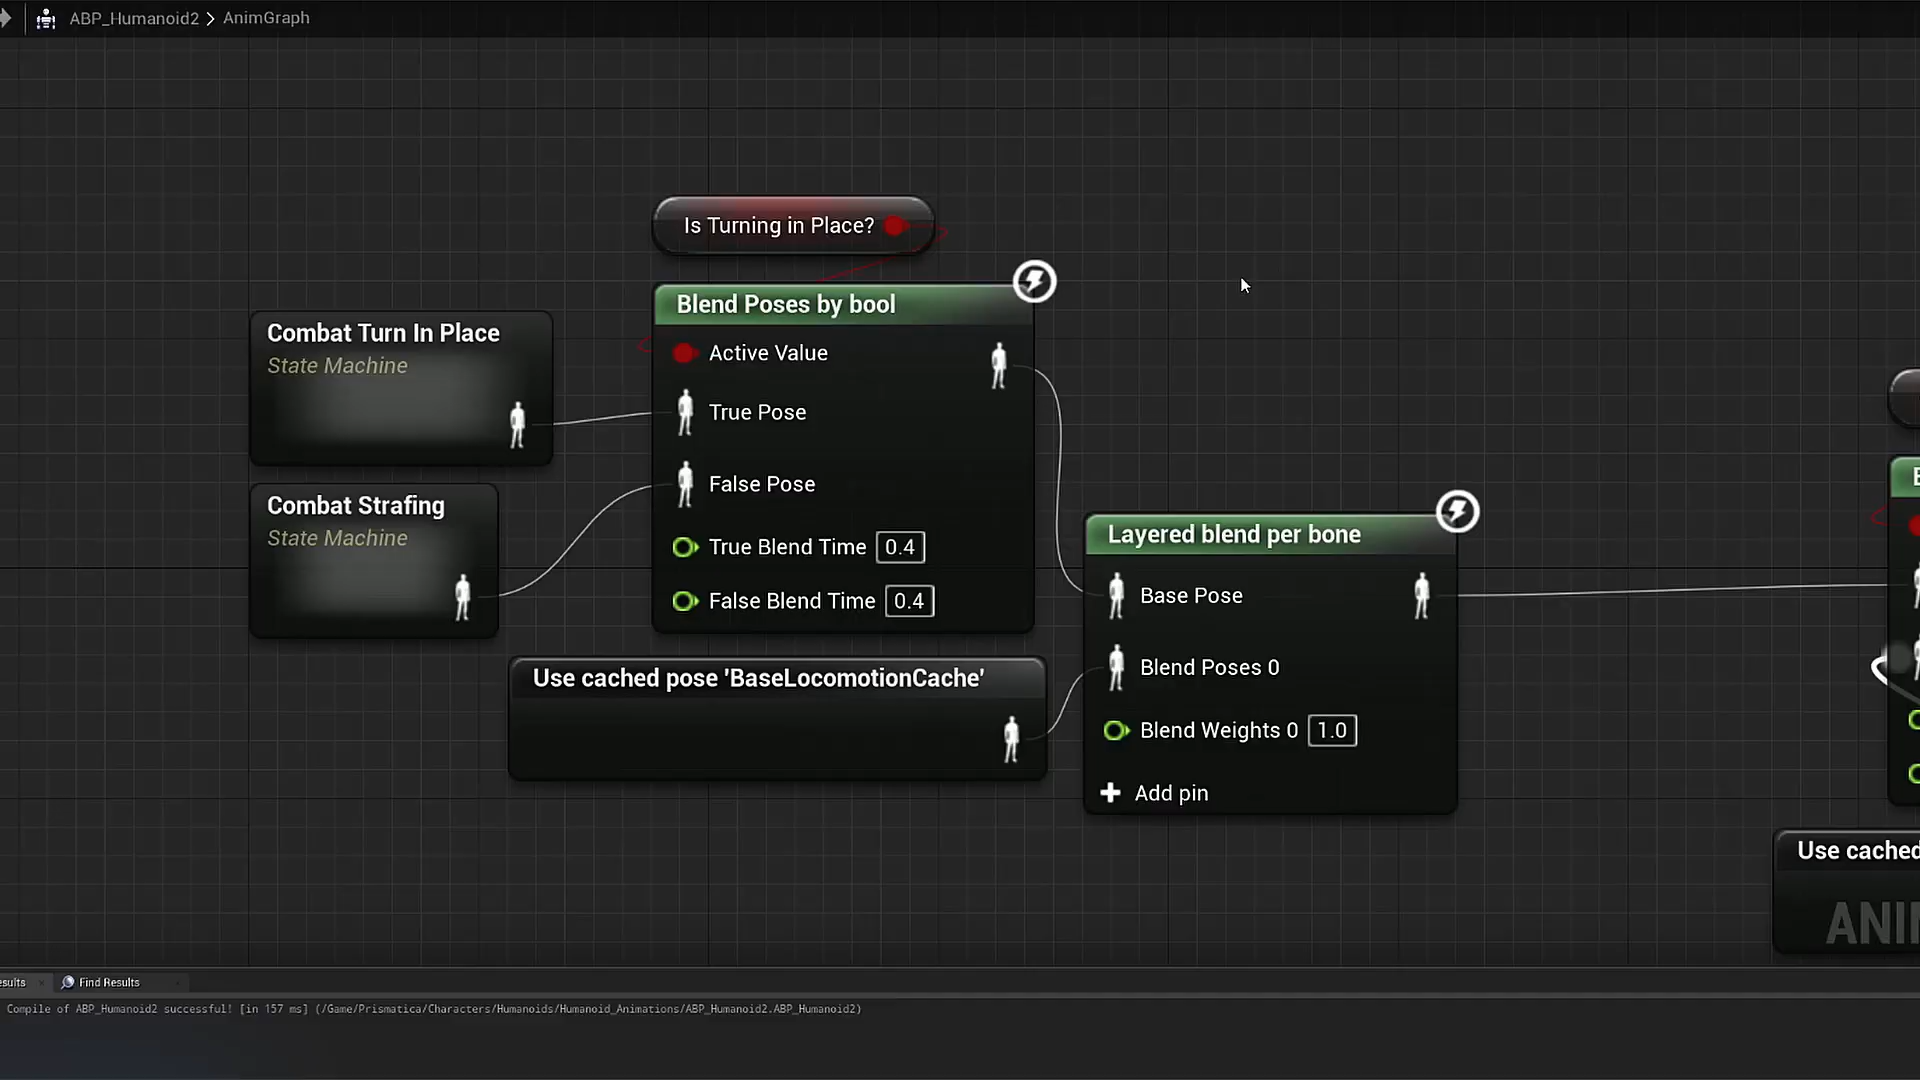 ABP_Humanoid2 > AnimGraph
Is Turning in Place?
Blend Poses by bool
Active Value
True Pose
False Pose
True Blend Time 0.4
False Blend Time 0.4
Combat Turn In Place
State Machine
Combat Strafing
State Machine
Use cached pose 'BaseLocomotionCache'
Layered blend per bone
Base Pose
Blend Poses 0
Blend Weights 0 1.0
Add pin
Use cached
ANI
esults
Find Results
Compile of ABP_Humanoid2 successful! [in 157 ms] (/Game/Prismatica/Characters/Humanoids/Humanoid_Animations/ABP_Humanoid2.ABP_Humanoid2)